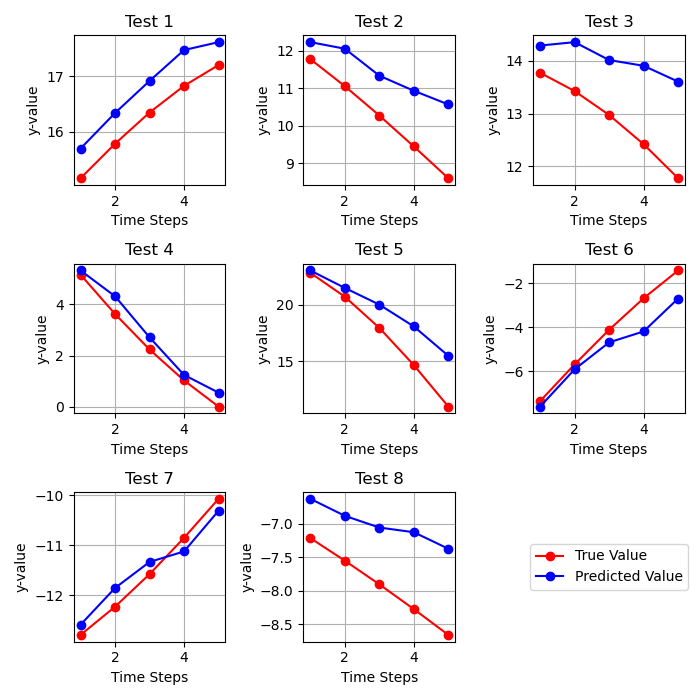 Test 1
Test 2
Test 3
17
16
12
11
10
9
14
13
12
y-value
y-value
y-value
2
4
2
4
2
4
Time Steps
Time Steps
Time Steps
Test 4
Test 5
Test 6
4
2
0
20
15
−2
−4
−6
y-value
y-value
y-value
2
4
2
4
2
4
Time Steps
Time Steps
Time Steps
Test 7
Test 8
−10
−11
−12
−7.0
−7.5
−8.0
−8.5
y-value
y-value
2
4
2
4
Time Steps
Time Steps
True Value
Predicted Value